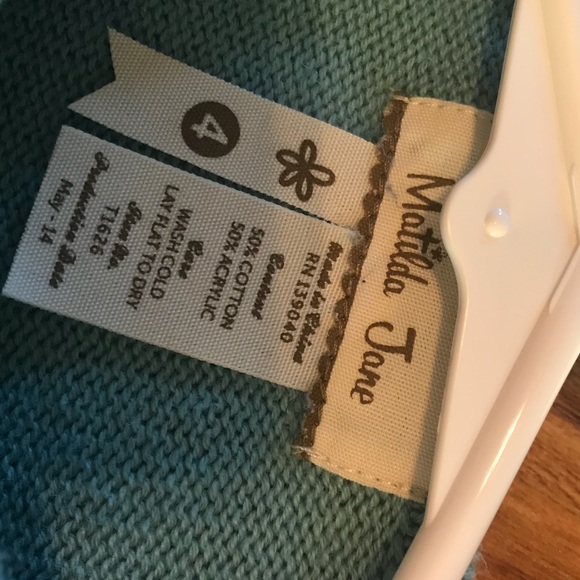 Matilda Jane
4
Made in China
RN 139040
Content
50% COTTON
50% ACRYLIC
Care
WASH COLD
LAY FLAT TO DRY
Item No.
T1626
Production Date
May - 14